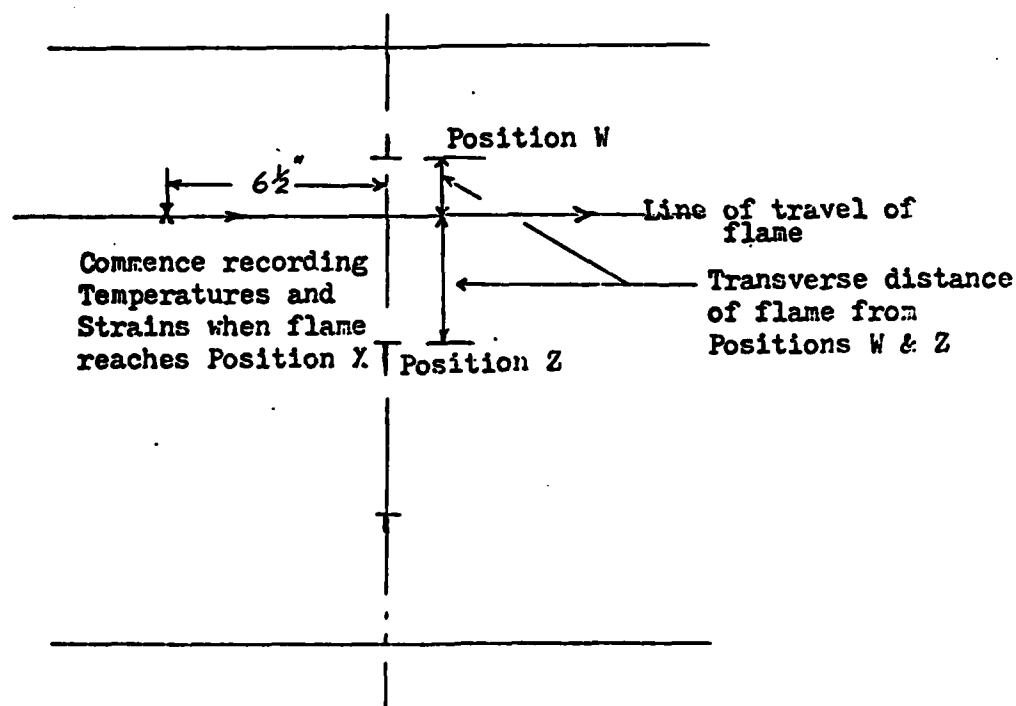 Position W
6½"
Line of travel of
flame
Commence recording
Temperatures and
Strains when flame
reaches Position X
Position Z
Transverse distance
of flame from
Positions W & Z